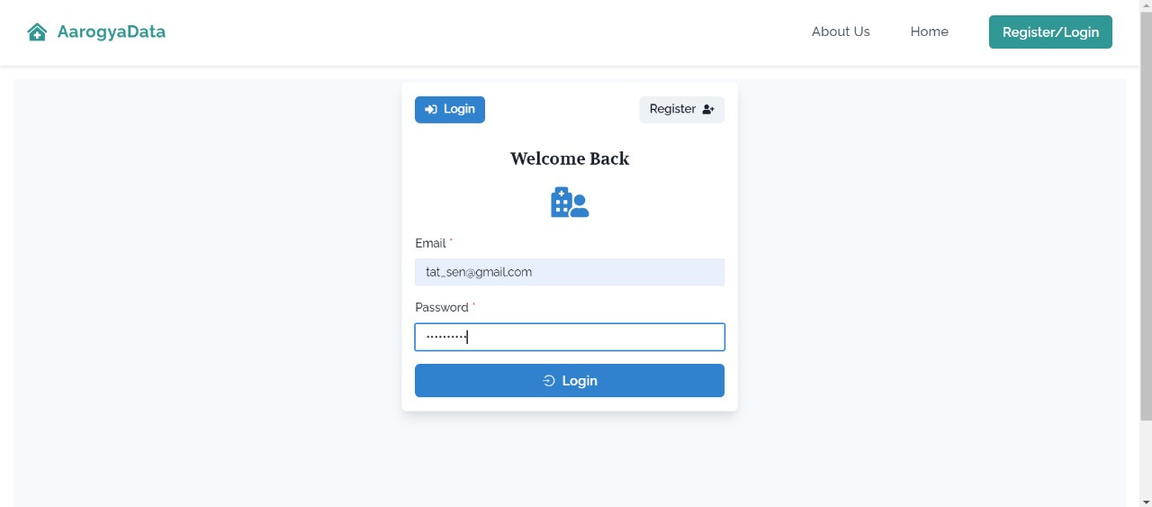 AarogyaData
About Us Home Register/Login
Login Register
Welcome Back
Email *
tat_sen@gmail.com
Password *
••••••••••
Login